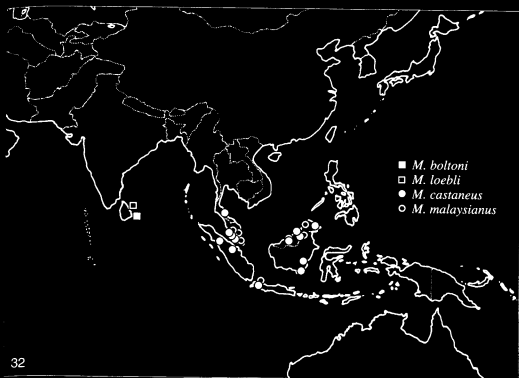 M. boltoni
M. loebli
M. castaneus
M. malaysianus
32